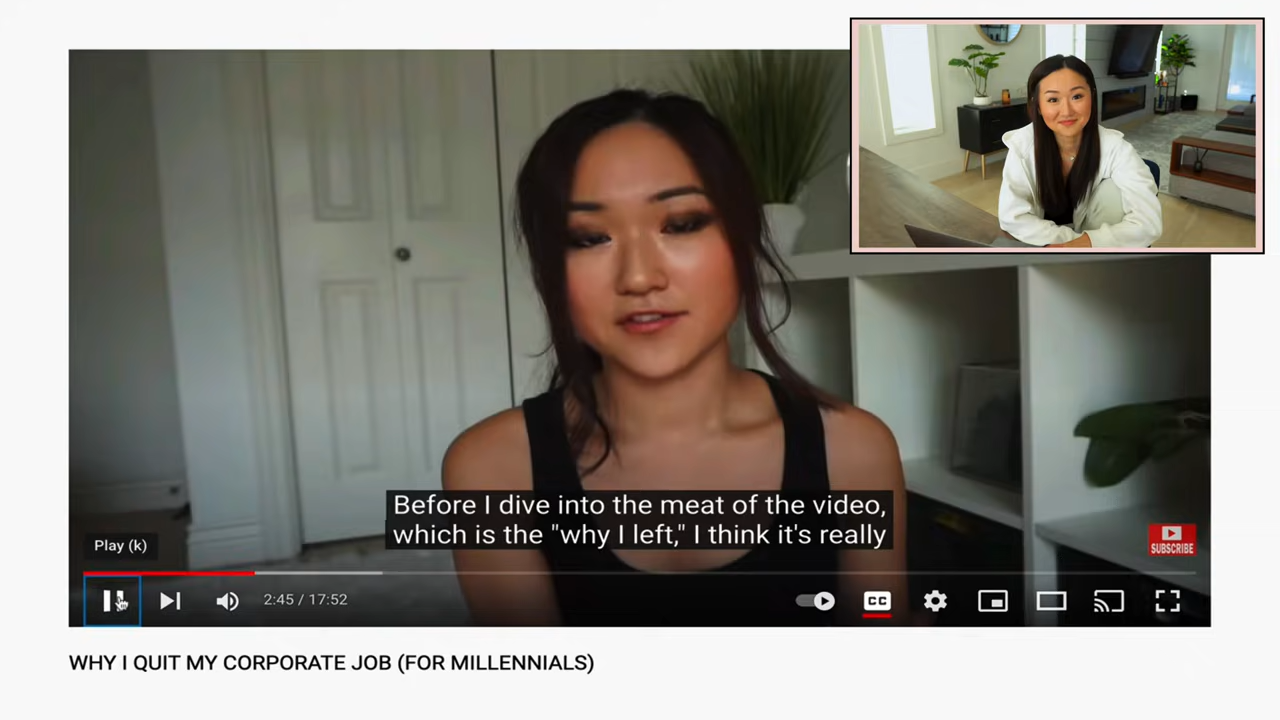 Before I dive into the meat of the video,
which is the "why I left," I think it's really
Play (k)
SUBSCRIBE
2:45 / 17:52
CC
WHY I QUIT MY CORPORATE JOB (FOR MILLENNIALS)